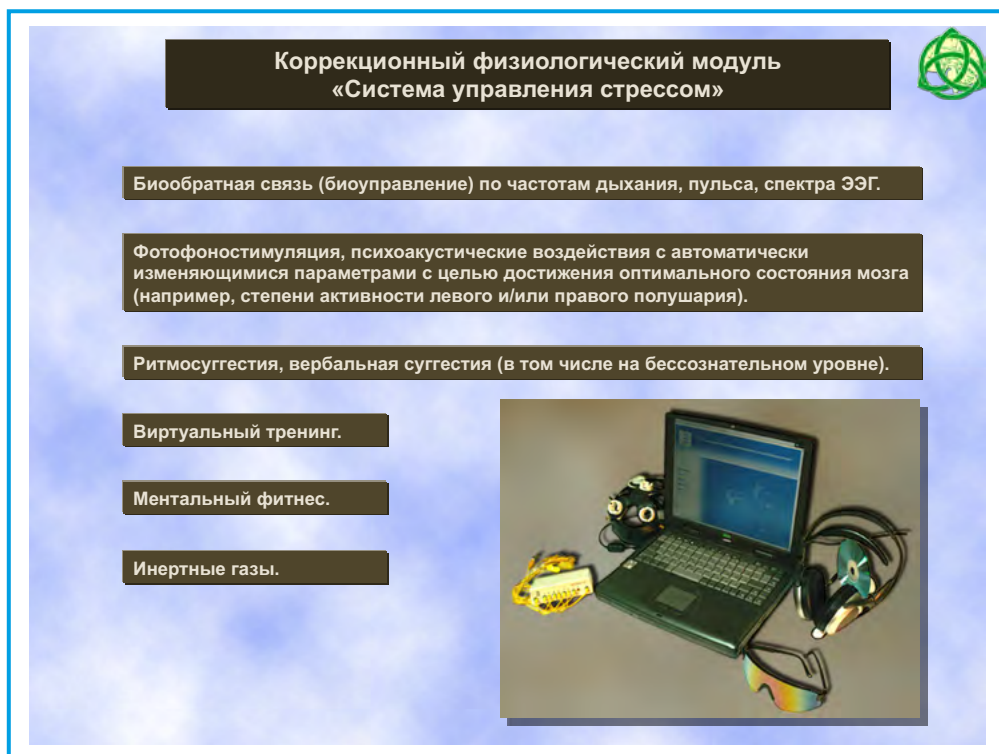 Коррекционный физиологический модуль
«Система управления стрессом»
Биообратная связь (биоуправление) по частотам дыхания, пульса, спектра ЭЭГ.
Фотофоностимуляция, психоакустические воздействия с автоматически
изменяющимися параметрами с целью достижения оптимального состояния мозга
(например, степени активности левого и/или правого полушария).
Ритмосуггестия, вербальная суггестия (в том числе на бессознательном уровне).
Виртуальный тренинг.
Ментальный фитнес.
Инертные газы.